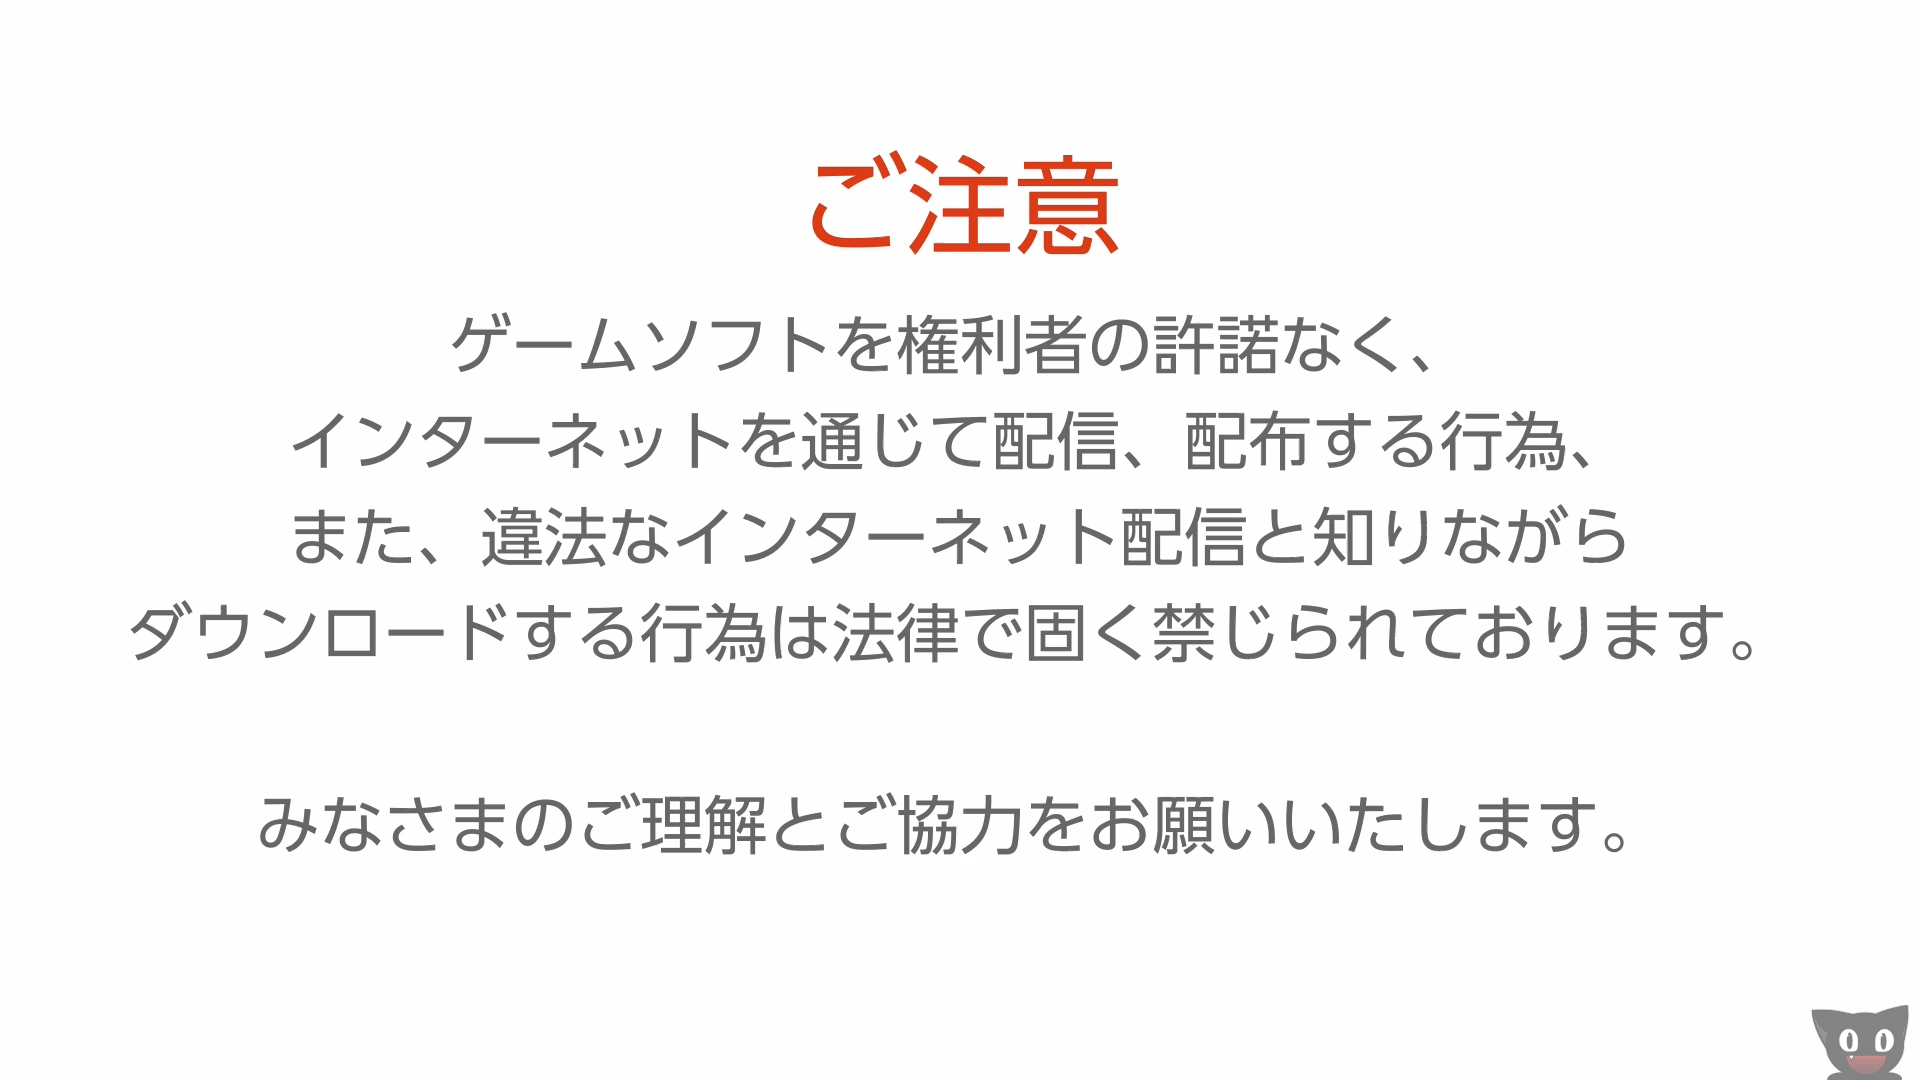 ご注意
ゲームソフトを権利者の許諾なく、
インターネットを通じて配信、配布する行為、
また、違法なインターネット配信と知りながら
ダウンロードする行為は法律で固く禁じられております。
みなさまのご理解とご協力をお願いいたします。